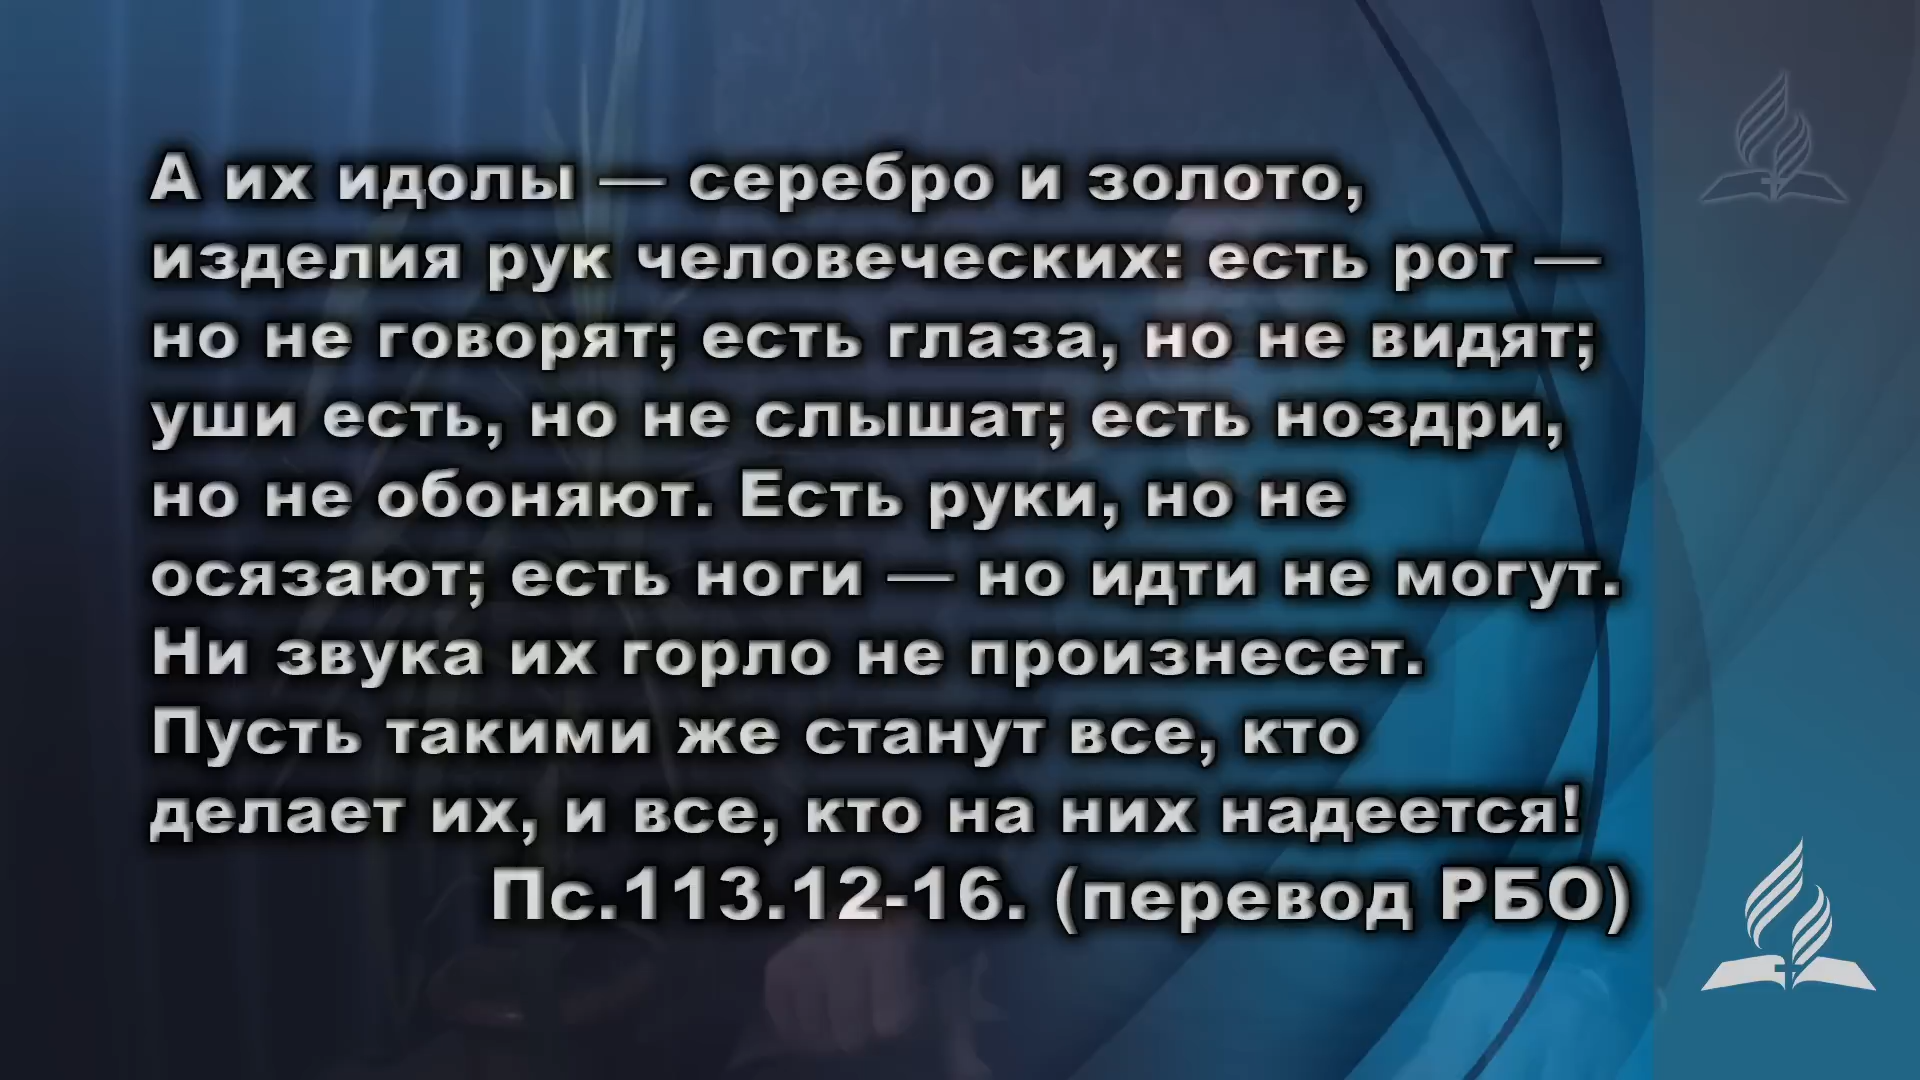 А их идолы — серебро и золото,
изделия рук человеческих: есть рот —
но не говорят; есть глаза, но не видят;
уши есть, но не слышат; есть ноздри,
но не обоняют. Есть руки, но не
осязают; есть ноги — но идти не могут.
Ни звука их горло не произнесет.
Пусть такими же станут все, кто
делает их, и все, кто на них надеется!
Пс.113.12-16. (перевод РБО)